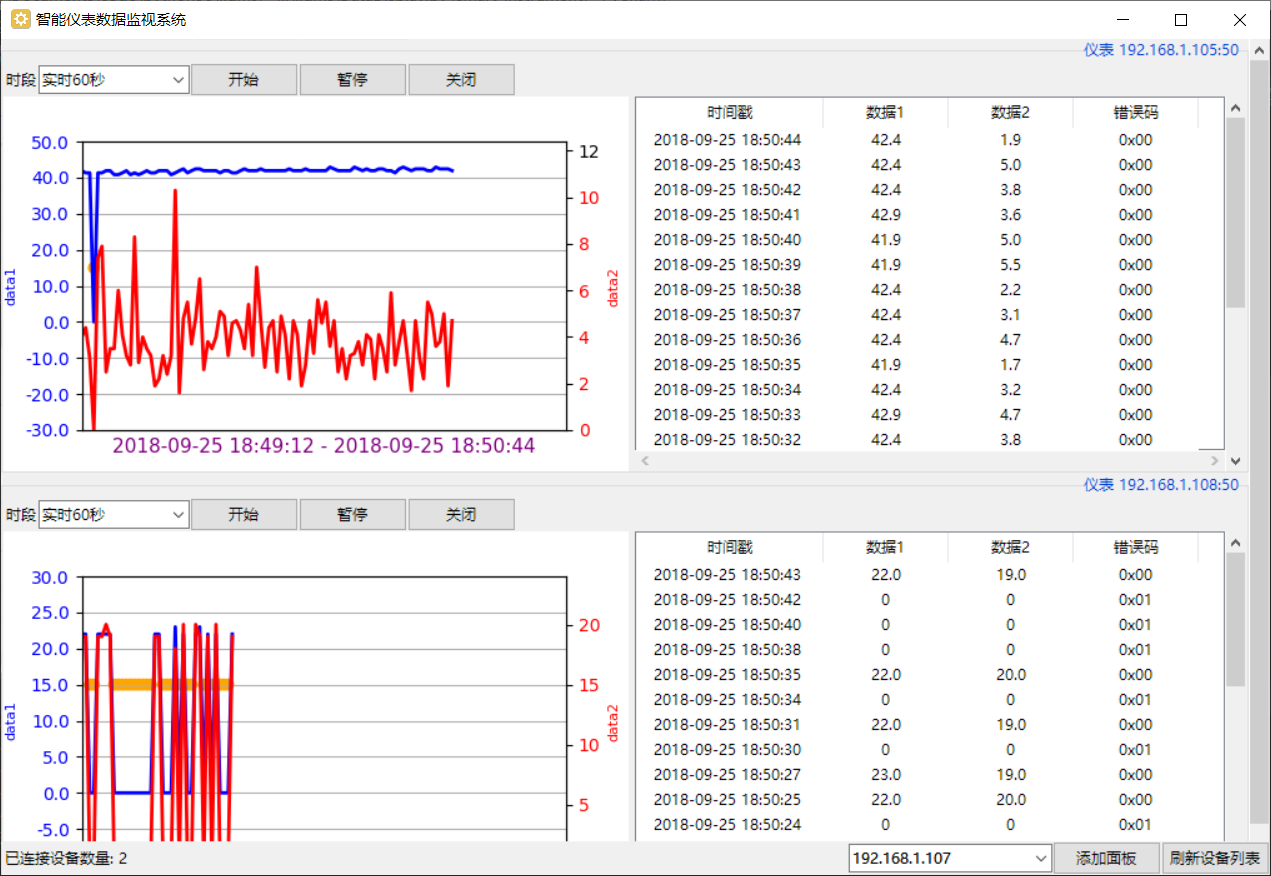 智能仪表数据监视系统
仪表 192.168.1.105:50
时段 实时60秒 开始 暂停 关闭
50.0
40.0
30.0
20.0
10.0
0.0
-10.0
-20.0
-30.0
data1
12
10
8
6
4
2
0
data2
2018-09-25 18:49:12 - 2018-09-25 18:50:44
时间戳 数据1 数据2 错误码
2018-09-25 18:50:44 42.4 1.9 0x00
2018-09-25 18:50:43 42.4 5.0 0x00
2018-09-25 18:50:42 42.4 3.8 0x00
2018-09-25 18:50:41 42.9 3.6 0x00
2018-09-25 18:50:40 41.9 5.0 0x00
2018-09-25 18:50:39 41.9 5.5 0x00
2018-09-25 18:50:38 42.4 2.2 0x00
2018-09-25 18:50:37 42.4 3.1 0x00
2018-09-25 18:50:36 42.4 4.7 0x00
2018-09-25 18:50:35 41.9 1.7 0x00
2018-09-25 18:50:34 42.4 3.2 0x00
2018-09-25 18:50:33 42.9 4.7 0x00
2018-09-25 18:50:32 42.4 3.8 0x00
仪表 192.168.1.108:50
时段 实时60秒 开始 暂停 关闭
30.0
25.0
20.0
15.0
10.0
5.0
0.0
-5.0
data1
20
15
10
5
data2
时间戳 数据1 数据2 错误码
2018-09-25 18:50:43 22.0 19.0 0x00
2018-09-25 18:50:42 0 0 0x01
2018-09-25 18:50:40 0 0 0x01
2018-09-25 18:50:38 0 0 0x01
2018-09-25 18:50:35 22.0 20.0 0x00
2018-09-25 18:50:34 0 0 0x01
2018-09-25 18:50:31 22.0 19.0 0x00
2018-09-25 18:50:30 0 0 0x01
2018-09-25 18:50:27 23.0 19.0 0x00
2018-09-25 18:50:25 22.0 20.0 0x00
2018-09-25 18:50:24 0 0 0x01
已连接设备数量: 2 192.168.1.107 添加面板 刷新设备列表